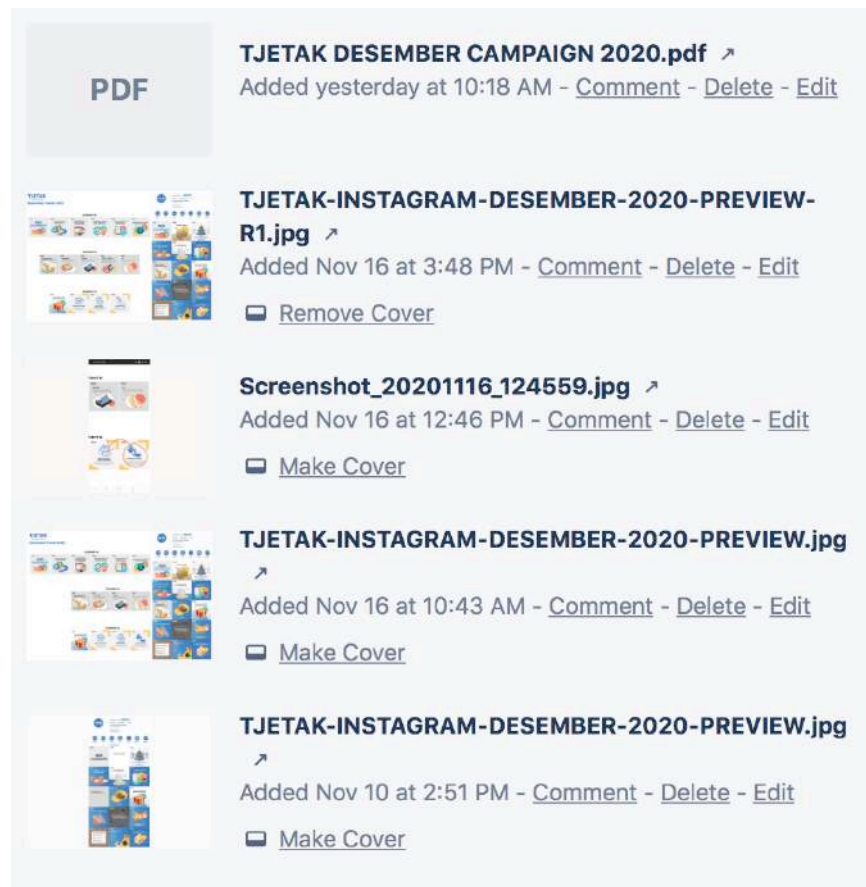 TJETAK DESEMBER CAMPAIGN 2020.pdf ↗
PDF
Added yesterday at 10:18 AM - Comment - Delete - Edit
TJETAK-INSTAGRAM-DESEMBER-2020-PREVIEW-
R1.jpg ↗
Added Nov 16 at 3:48 PM - Comment - Delete - Edit
Remove Cover
Screenshot_20201116_124559.jpg ↗
Added Nov 16 at 12:46 PM - Comment - Delete - Edit
Make Cover
TJETAK-INSTAGRAM-DESEMBER-2020-PREVIEW.jpg
↗
Added Nov 16 at 10:43 AM - Comment - Delete - Edit
Make Cover
TJETAK-INSTAGRAM-DESEMBER-2020-PREVIEW.jpg
↗
Added Nov 10 at 2:51 PM - Comment - Delete - Edit
Make Cover